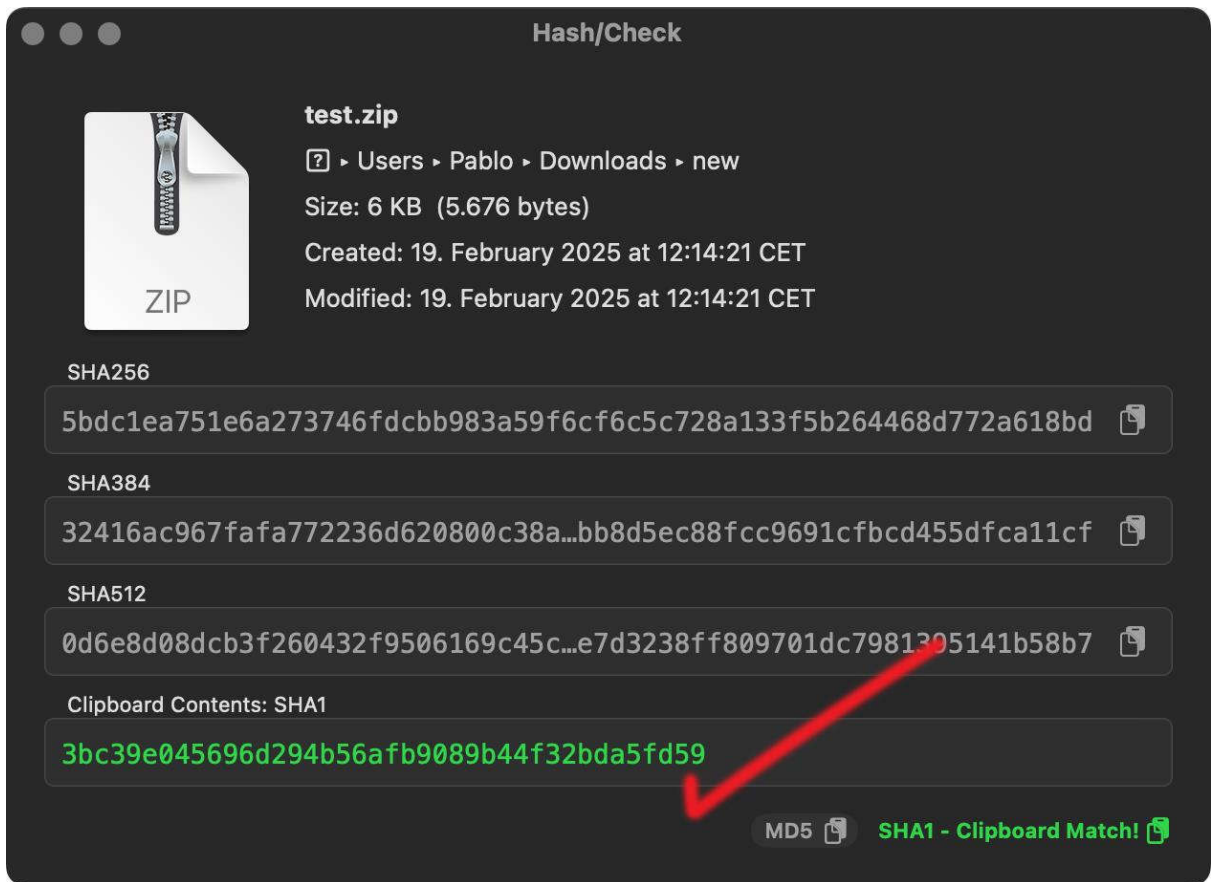 Hash/Check
test.zip
Users ▸ Pablo ▸ Downloads ▸ new
Size: 6 KB (5.676 bytes)
Created: 19. February 2025 at 12:14:21 CET
Modified: 19. February 2025 at 12:14:21 CET
ZIP
SHA256
5bdc1ea751e6a273746fdcbb983a59f6cf6c5c728a133f5b264468d772a618bd
SHA384
32416ac967fafa772236d620800c38a…bb8d5ec88fcc9691cfbcd455dfca11cf
SHA512
0d6e8d08dcb3f260432f9506169c45c…e7d3238ff809701dc7981395141b58b7
Clipboard Contents: SHA1
3bc39e045696d294b56afb9089b44f32bda5fd59
MD5
SHA1 - Clipboard Match!